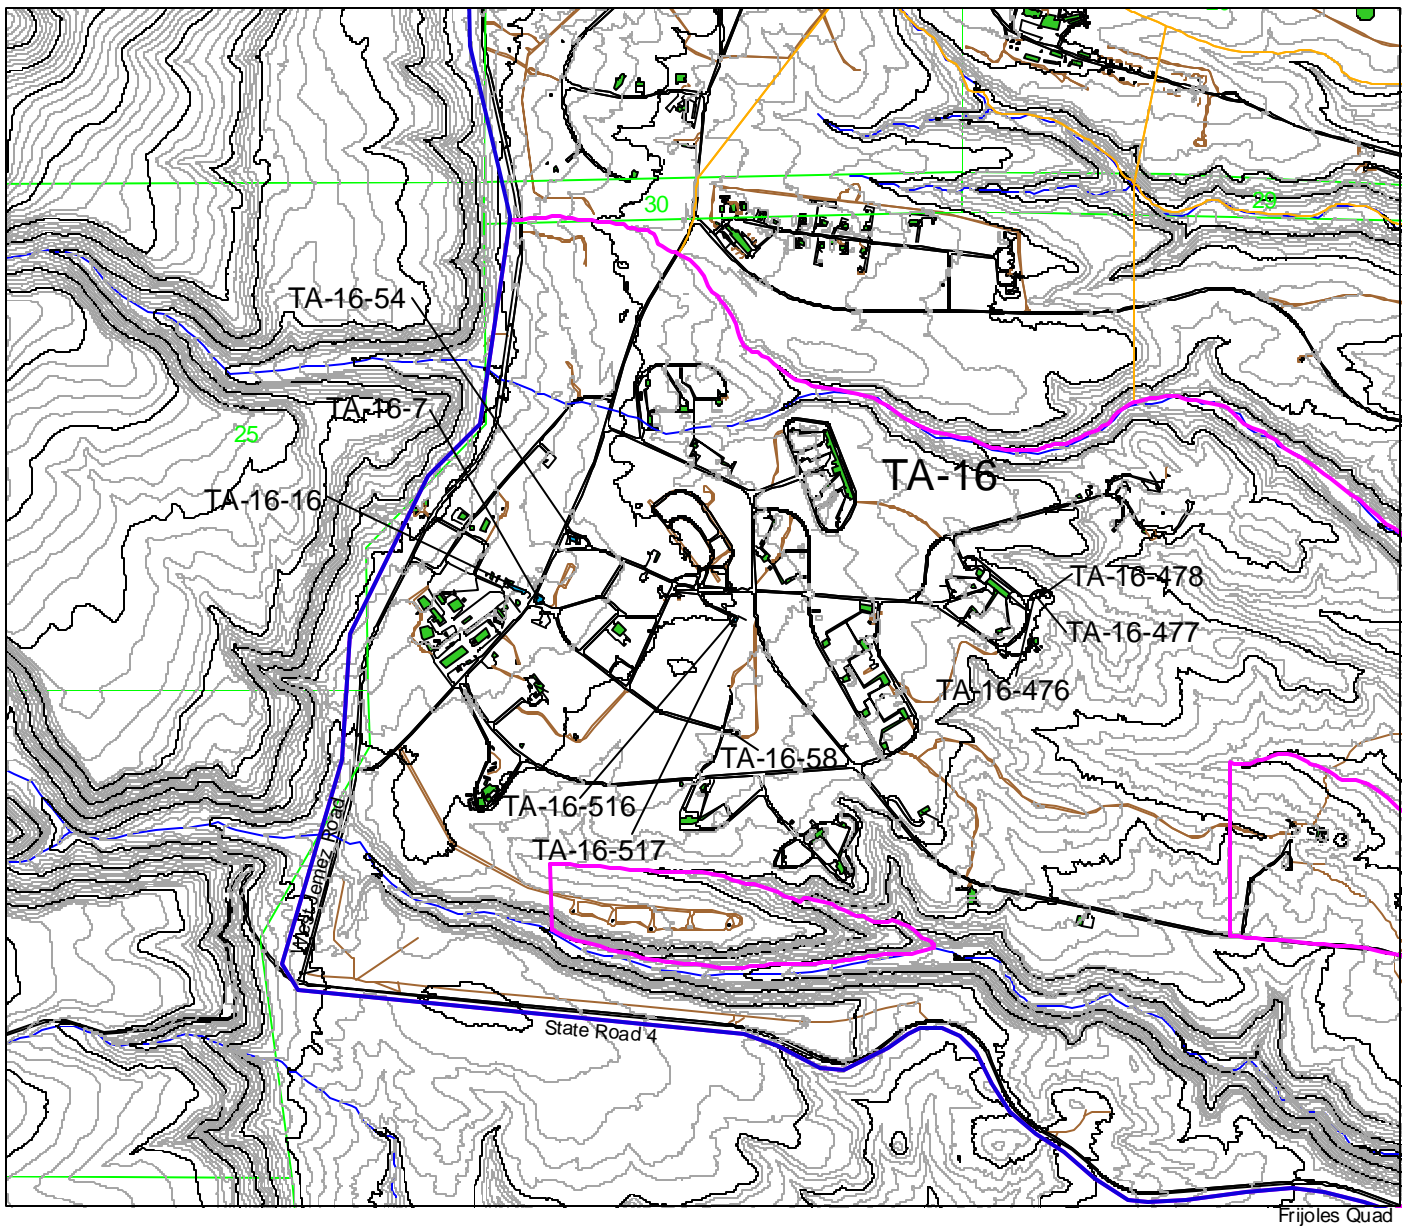 30
29
TA-16-54
TA-16-7
25
TA-16
TA-16-16
TA-16-478
TA-16-477
TA-16-476
TA-16-58
TA-16-516
TA-16-517
West Jemez Road
State Road 4
Frijoles Quad